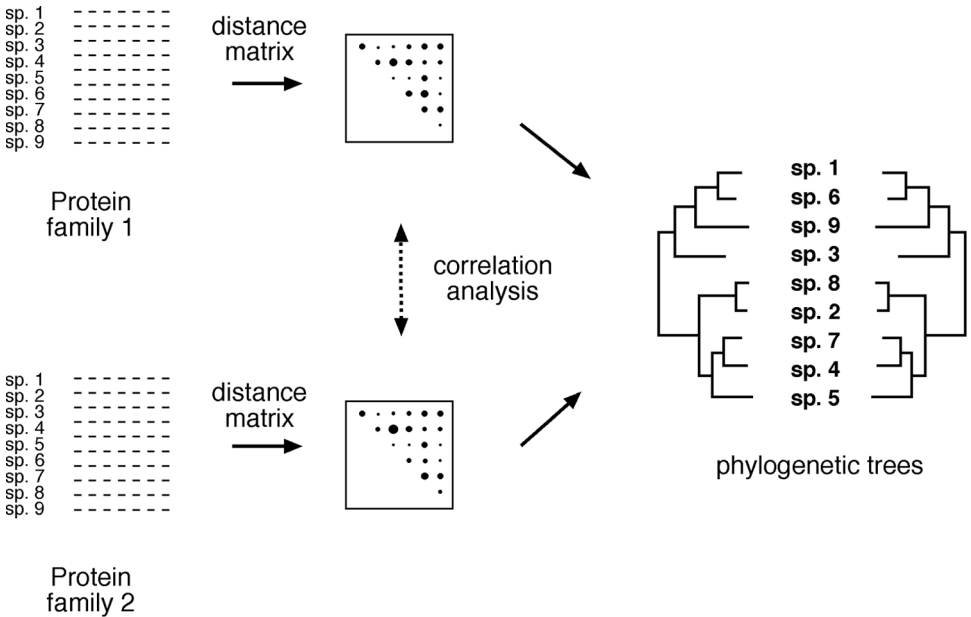 sp. 1
sp. 2
sp. 3
sp. 4
sp. 5
sp. 6
sp. 7
sp. 8
sp. 9
Protein
family 1
distance
matrix
correlation
analysis
sp. 1
sp. 2
sp. 3
sp. 4
sp. 5
sp. 6
sp. 7
sp. 8
sp. 9
Protein
family 2
distance
matrix
sp. 1
sp. 6
sp. 9
sp. 3
sp. 8
sp. 2
sp. 7
sp. 4
sp. 5
phylogenetic trees